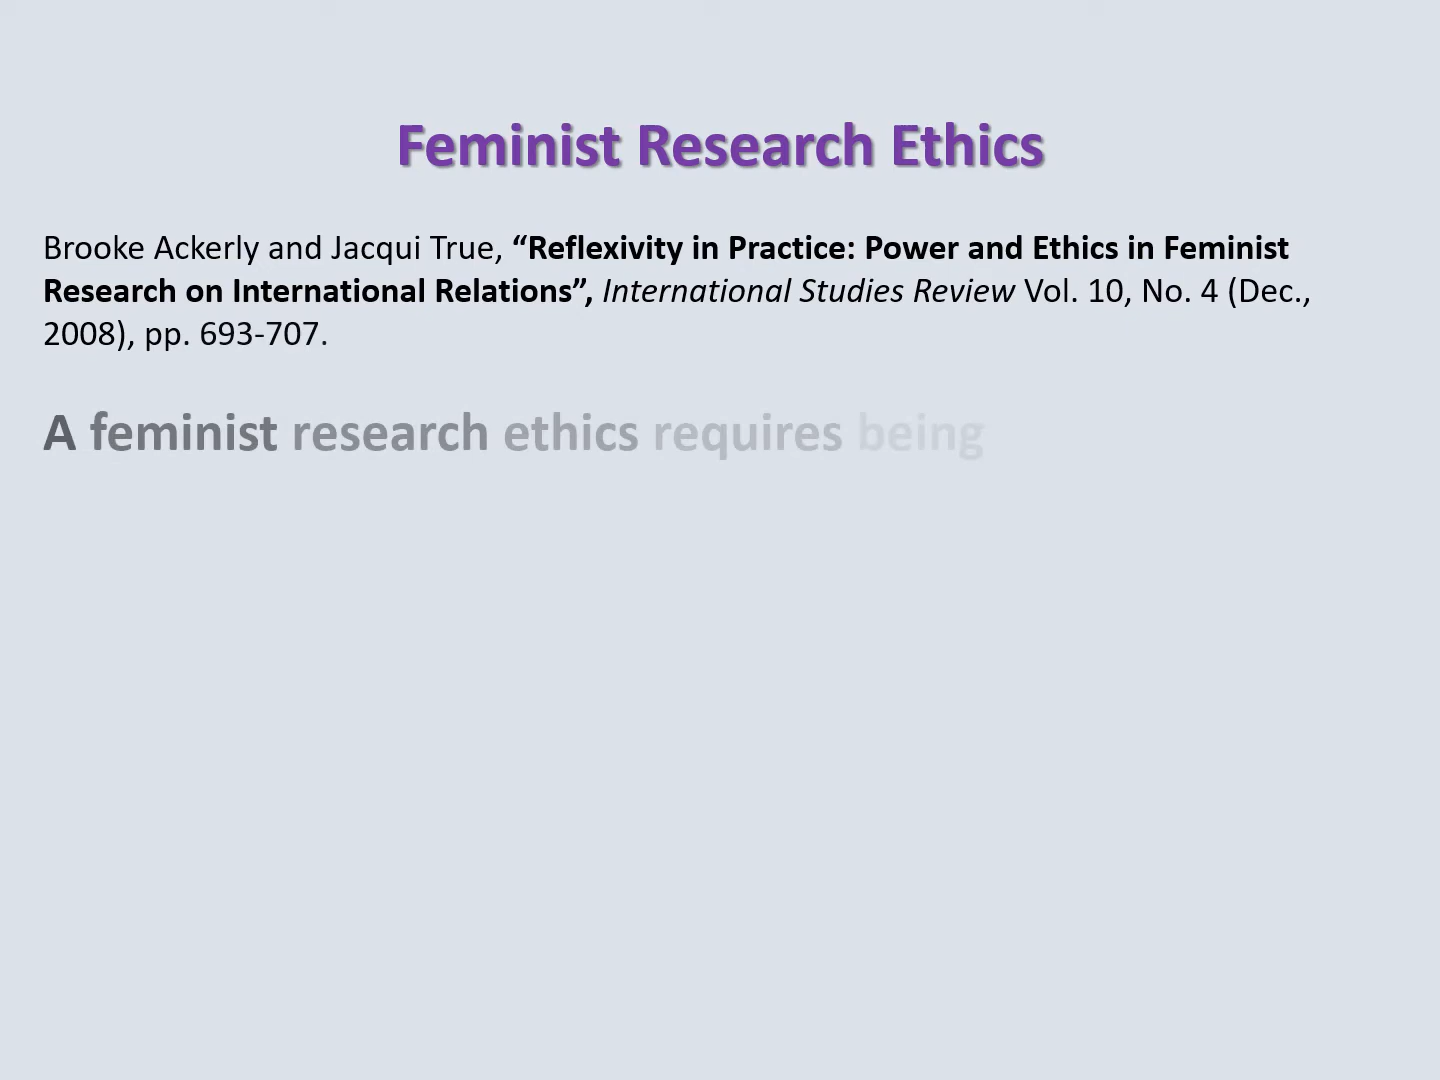 Feminist Research Ethics
Brooke Ackerly and Jacqui True, “Reflexivity in Practice: Power and Ethics in Feminist
Research on International Relations”, International Studies Review Vol. 10, No. 4 (Dec.,
2008), pp. 693-707.
A feminist research ethics requires being